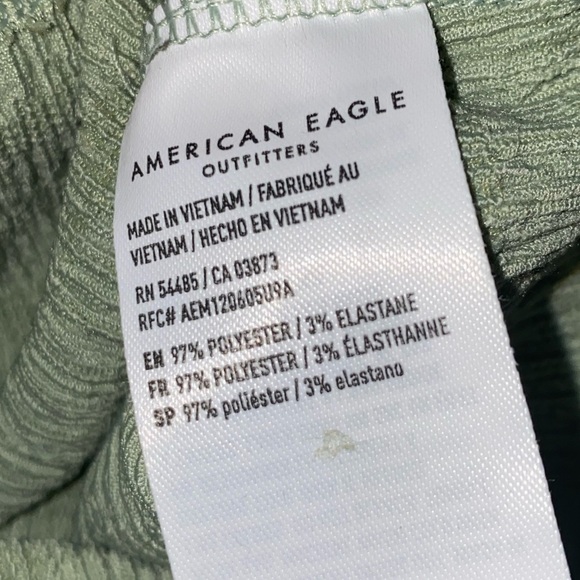 AMERICAN EAGLE
OUTFITTERS
MADE IN VIETNAM / FABRIQUÉ AU
VIETNAM / HECHO EN VIETNAM
RN 54485 / CA 03873
RFC# AEM120605U9A
EN 97% POLYESTER / 3% ELASTANE
FR 97% POLYESTER / 3% ÉLASTHANNE
SP 97% poliéster / 3% elastano